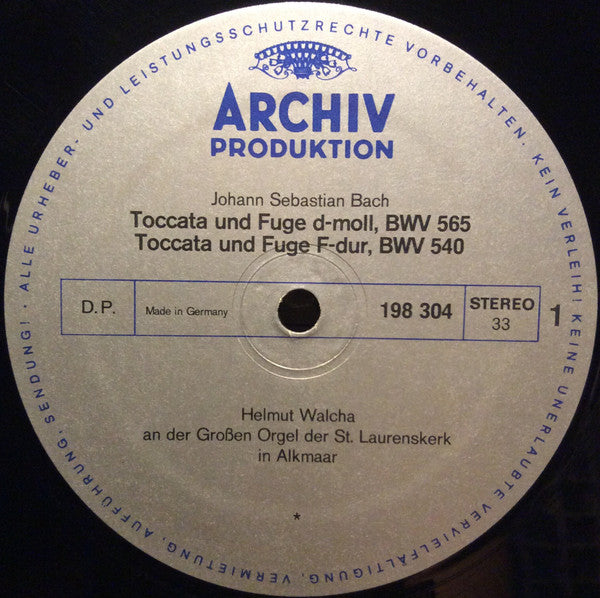 ALLE URHEBER- UND LEISTUNGSSCHUTZRECHTE VORBEHALTEN. KEIN VERLEIH! KEINE UNERLAUBTE VERVIELFÄLTIGUNG, VERMIETUNG, AUFFÜHRUNG, SENDUNG! ·
ARCHIV
PRODUKTION
Johann Sebastian Bach
Toccata und Fuge d-moll, BWV 565
Toccata und Fuge F-dur, BWV 540
D.P. Made in Germany 198 304 STEREO 1
33
Helmut Walcha
an der Großen Orgel der St. Laurenskerk
in Alkmaar
*